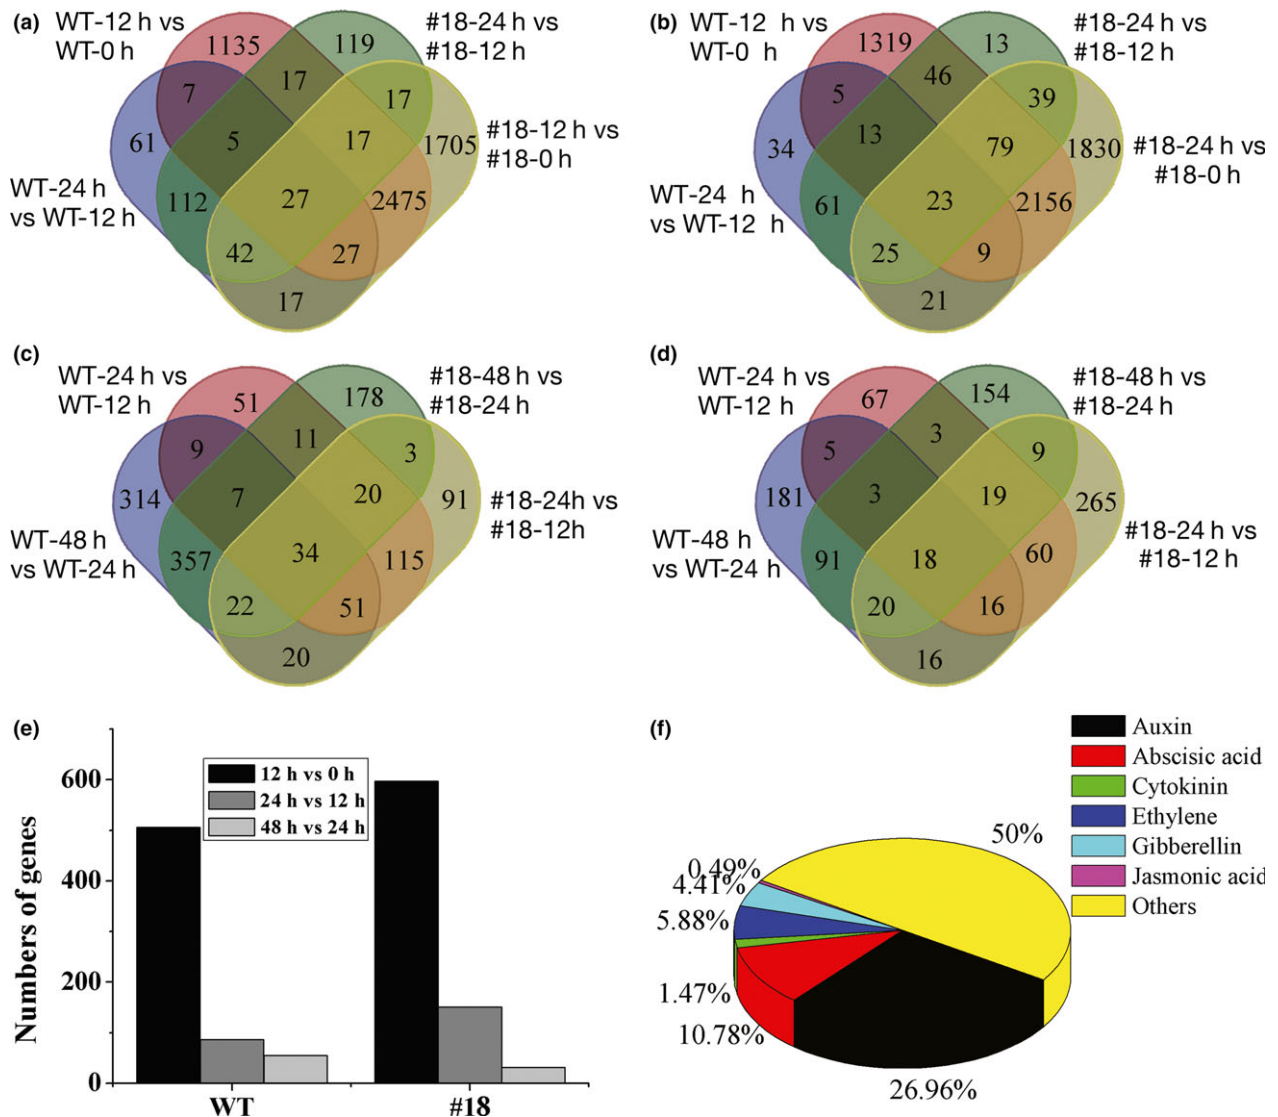 (a)
WT-12 h vs
WT-0 h
#18-24 h vs
#18-12 h
#18-12 h vs
#18-0 h
WT-24 h
vs WT-12 h
1135
119
7
17
17
61
5
17
1705
112
27
2475
42
27
17
(b)
WT-12 h vs
WT-0 h
#18-24 h vs
#18-12 h
#18-24 h vs
#18-0 h
WT-24 h
vs WT-12 h
1319
13
5
46
39
34
13
79
1830
61
23
2156
25
9
21
(c)
WT-24 h vs
WT-12 h
#18-48 h vs
#18-24 h
#18-24h vs
#18-12h
WT-48 h
vs WT-24 h
51
178
9
11
3
314
7
20
91
357
34
115
22
51
20
(d)
WT-24 h vs
WT-12 h
#18-48 h vs
#18-24 h
#18-24 h vs
#18-12 h
WT-48 h
vs WT-24 h
67
154
5
3
9
181
3
19
265
91
18
60
20
16
16
(e)
Numbers of genes
600
400
200
0
12 h vs 0 h
24 h vs 12 h
48 h vs 24 h
WT
#18
(f)
Auxin
Abscisic acid
Cytokinin
Ethylene
Gibberellin
Jasmonic acid
Others
50%
0.49%
4.41%
5.88%
1.47%
10.78%
26.96%